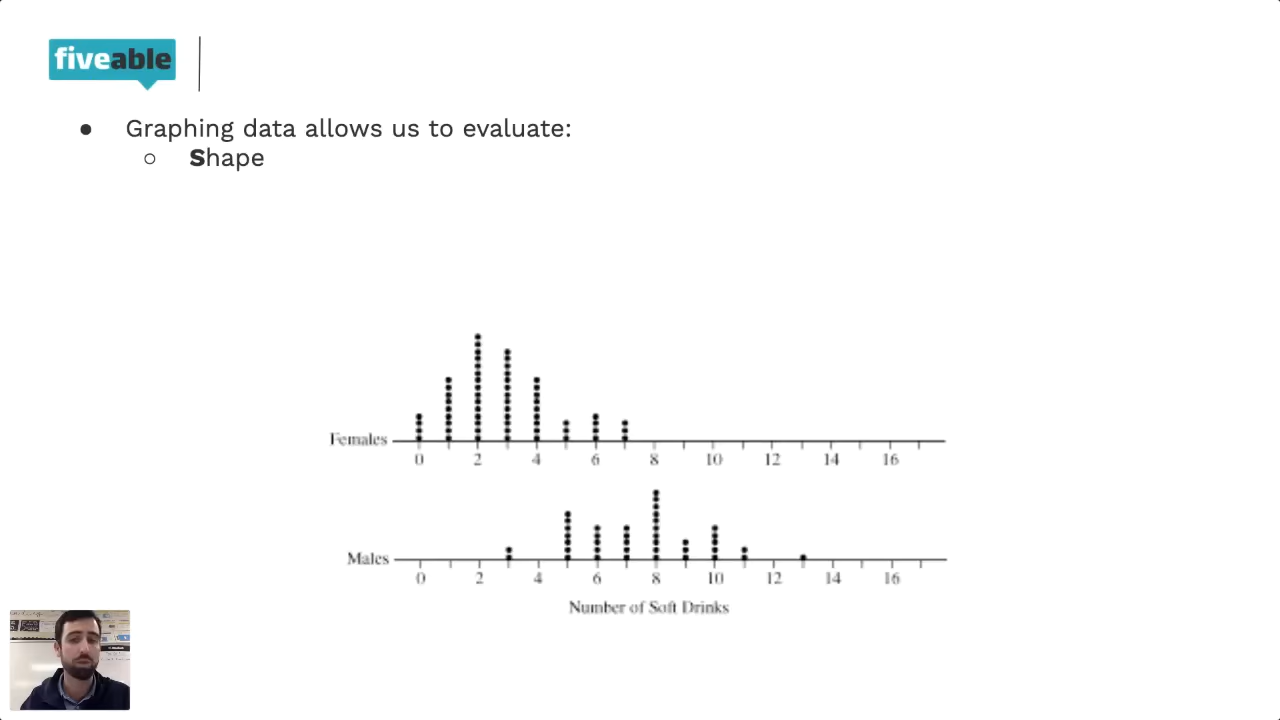 fiveable
● Graphing data allows us to evaluate:
○ Shape
Females
0 2 4 6 8 10 12 14 16
Males
0 2 4 6 8 10 12 14 16
Number of Soft Drinks